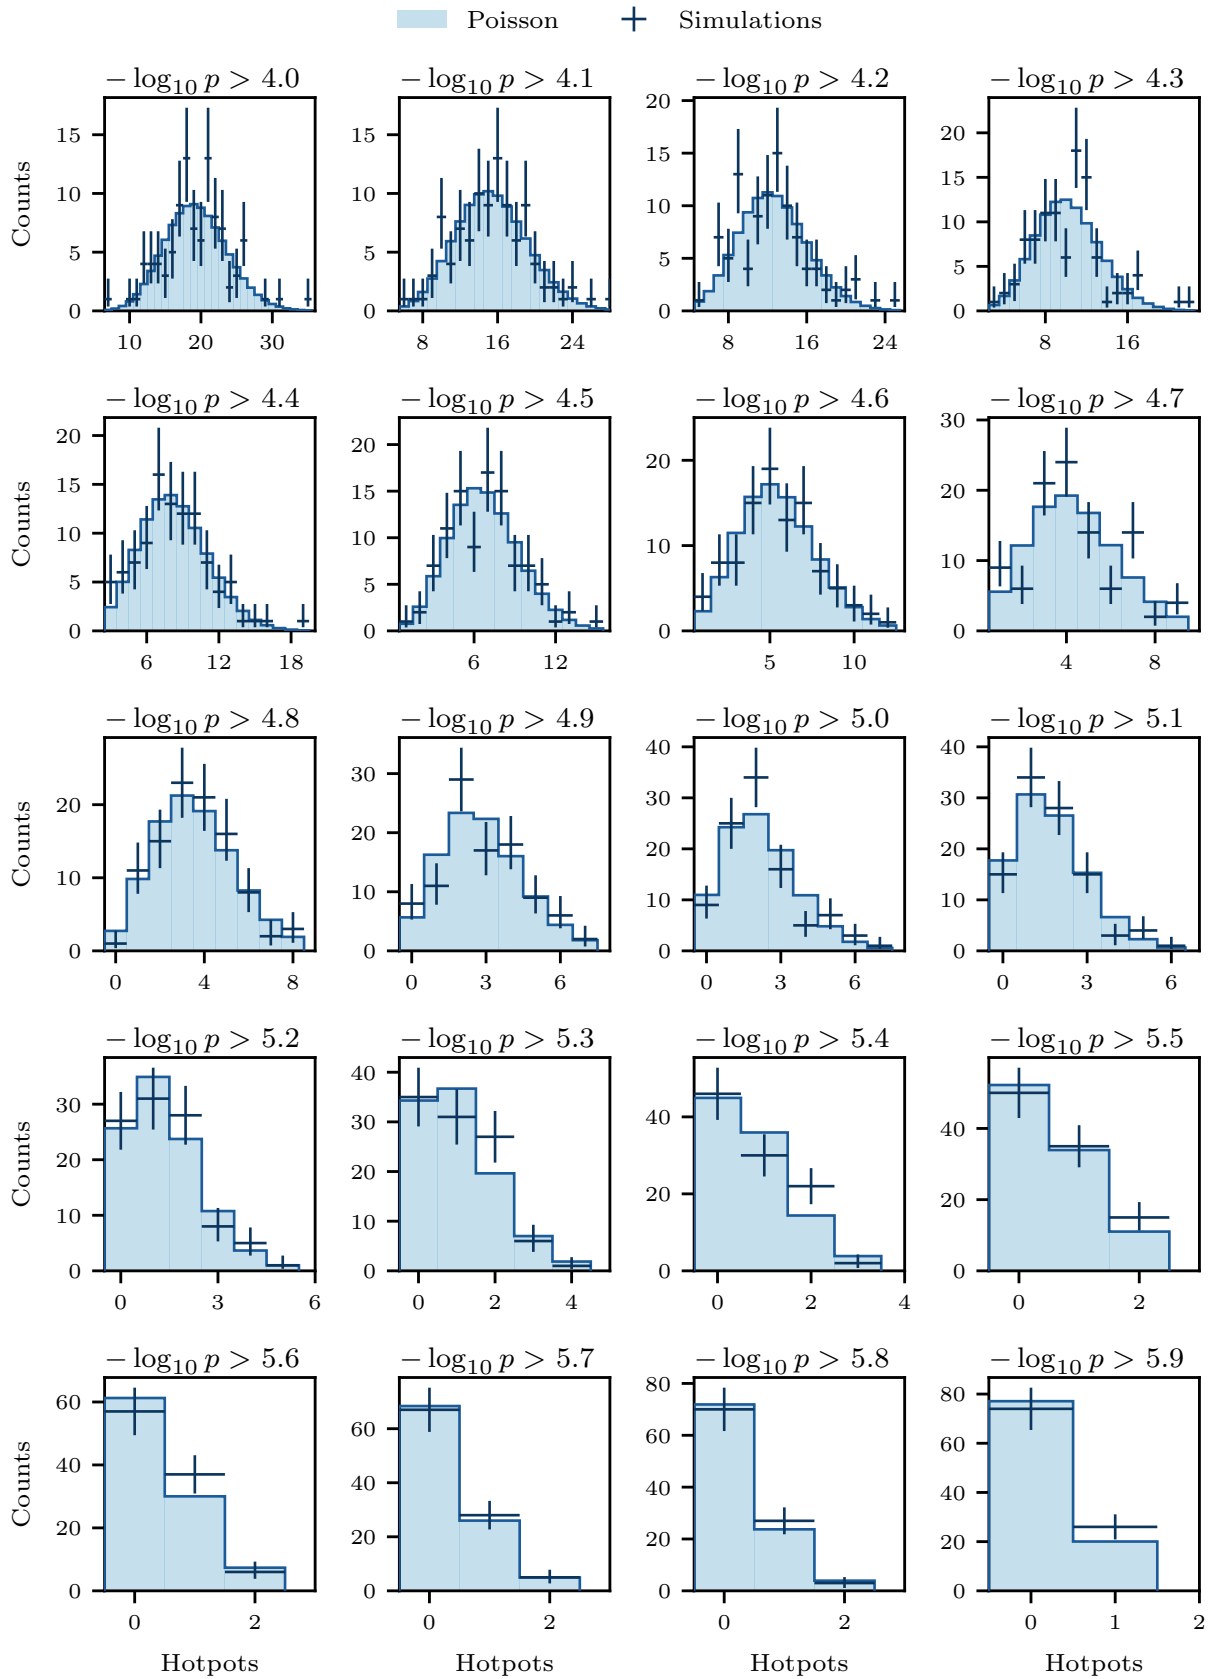 Poisson Simulations
− log₁₀ p > 4.0 − log₁₀ p > 4.1 − log₁₀ p > 4.2 − log₁₀ p > 4.3
Counts
15 10 5 0
10 20 30
15 10 5 0
8 16 24
20 15 10 5 0
8 16 24
20 15 10 5 0
8 16
− log₁₀ p > 4.4 − log₁₀ p > 4.5 − log₁₀ p > 4.6 − log₁₀ p > 4.7
Counts
20 15 10 5 0
6 12 18
20 15 10 5 0
6 12
20 10 0
5 10
30 20 10 0
4 8
− log₁₀ p > 4.8 − log₁₀ p > 4.9 − log₁₀ p > 5.0 − log₁₀ p > 5.1
Counts
20 10 0
0 4 8
30 20 10 0
0 3 6
40 30 20 10 0
0 3 6
40 30 20 10 0
0 3 6
− log₁₀ p > 5.2 − log₁₀ p > 5.3 − log₁₀ p > 5.4 − log₁₀ p > 5.5
Counts
30 20 10 0
0 3 6
40 30 20 10 0
0 2 4
40 20 0
0 2 4
40 20 0
0 2
− log₁₀ p > 5.6 − log₁₀ p > 5.7 − log₁₀ p > 5.8 − log₁₀ p > 5.9
Counts
60 40 20 0
0 2
60 40 20 0
0 2
80 60 40 20 0
0 2
80 60 40 20 0
0 1 2
Hotpots Hotpots Hotpots Hotpots